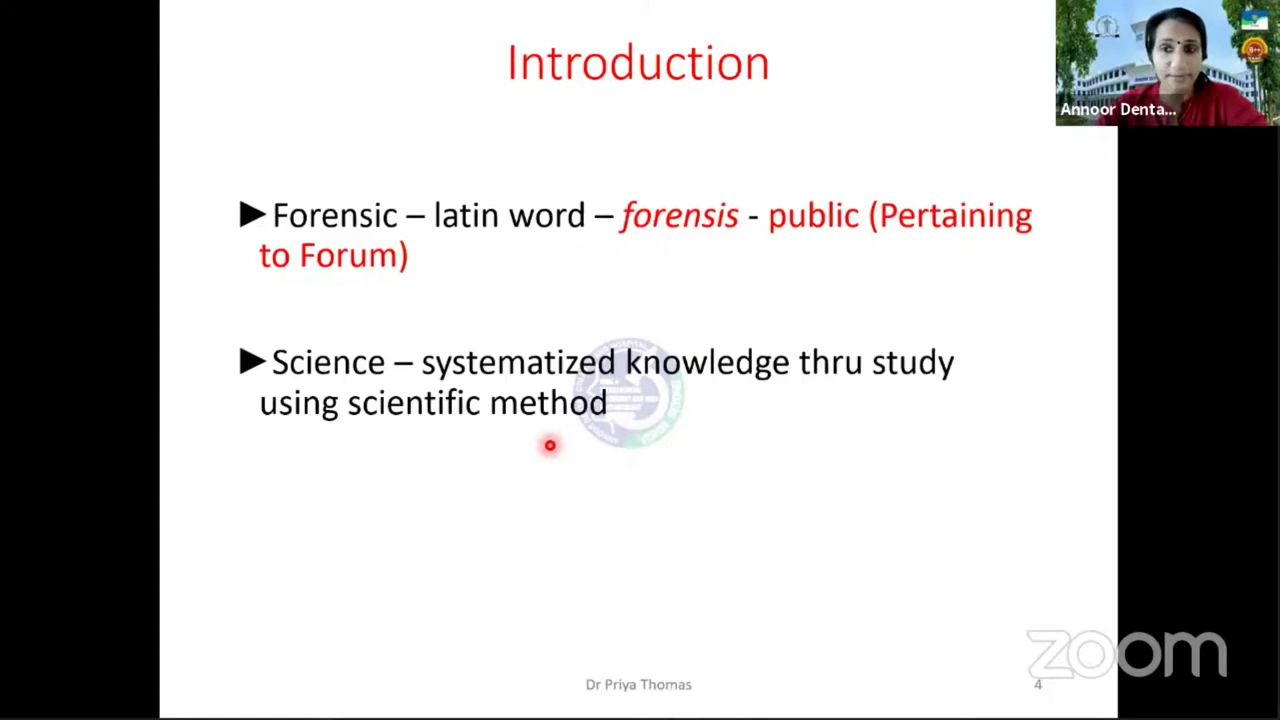 Introduction
Annoor Denta...
►Forensic – latin word – forensis - public (Pertaining
to Forum)
►Science – systematized knowledge thru study
using scientific method
zoom
Dr Priya Thomas
4